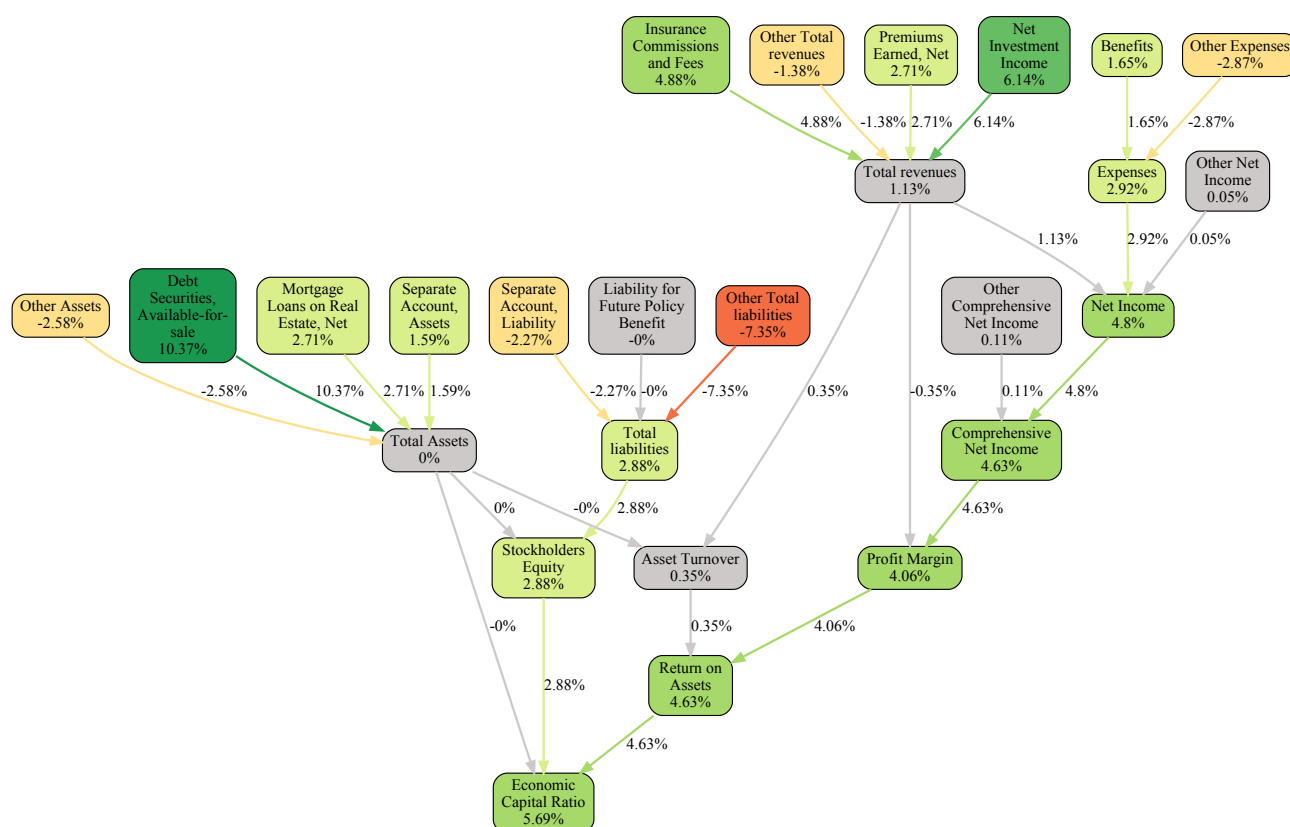 Insurance
Commissions
and Fees
4.88%
Other Total
revenues
-1.38%
Premiums
Earned, Net
2.71%
Net
Investment
Income
6.14%
Benefits
1.65%
Other Expenses
-2.87%
4.88%
-1.38%
2.71%
6.14%
1.65%
-2.87%
Total revenues
1.13%
Expenses
2.92%
Other Net
Income
0.05%
1.13%
2.92%
0.05%
Other Assets
-2.58%
Debt
Securities,
Available-for-
sale
10.37%
Mortgage
Loans on Real
Estate, Net
2.71%
Separate
Account,
Assets
1.59%
Separate
Account,
Liability
-2.27%
Liability for
Future Policy
Benefit
-0%
Other Total
liabilities
-7.35%
Other
Comprehensive
Net Income
0.11%
Net Income
4.8%
-2.58%
10.37%
2.71%
1.59%
-2.27%
-0%
-7.35%
0.35%
-0.35%
0.11%
4.8%
Total Assets
0%
Total
liabilities
2.88%
Comprehensive
Net Income
4.63%
0%
-0%
2.88%
4.63%
Stockholders
Equity
2.88%
Asset Turnover
0.35%
Profit Margin
4.06%
-0%
0.35%
4.06%
2.88%
Return on
Assets
4.63%
4.63%
Economic
Capital Ratio
5.69%